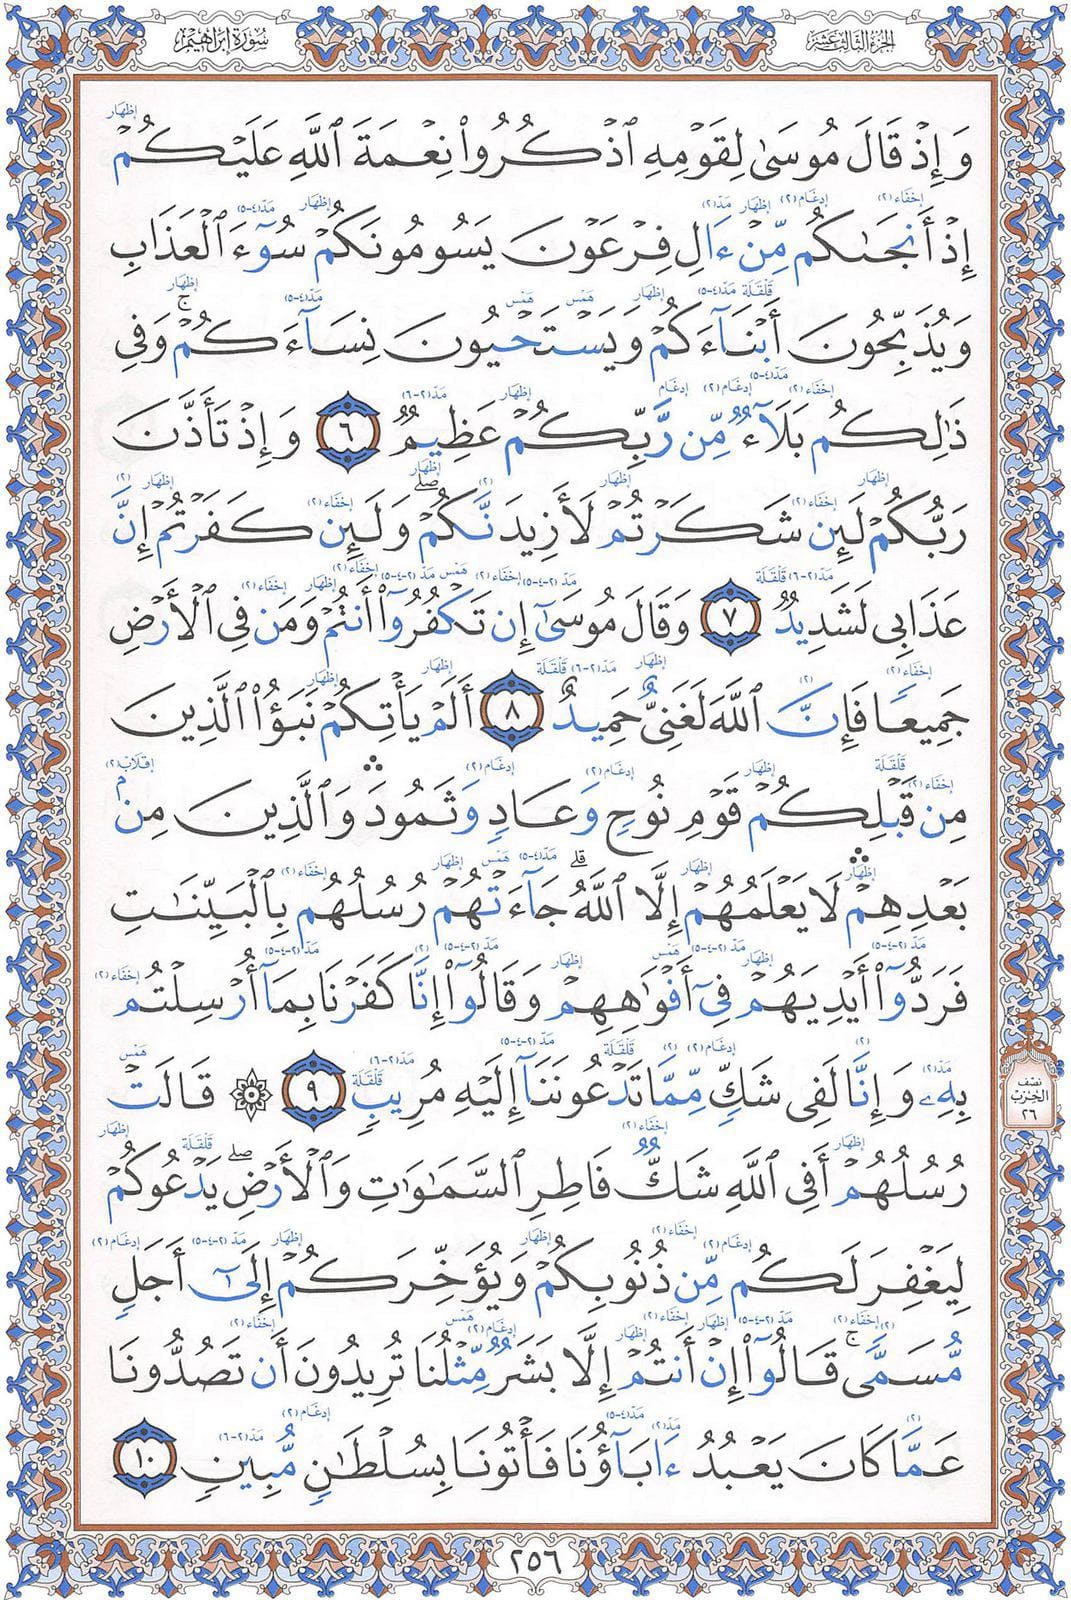 الجزء الثالث عشر
سورة إبراهيم
وَإِذْ قَالَ مُوسَىٰ لِقَوْمِهِ ٱذْكُرُوا۟ نِعْمَةَ ٱللَّهِ عَلَيْكُمْ
إِذْ أَنجَىٰكُم مِّنْ ءَالِ فِرْعَوْنَ يَسُومُونَكُمْ سُوٓءَ ٱلْعَذَابِ
وَيُذَبِّحُونَ أَبْنَآءَكُمْ وَيَسْتَحْيُونَ نِسَآءَكُمْ ۚ وَفِى
ذَٰلِكُم بَلَآءٌ مِّن رَّبِّكُمْ عَظِيمٌ ٦ وَإِذْ تَأَذَّنَ
رَبُّكُمْ لَئِن شَكَرْتُمْ لَأَزِيدَنَّكُمْ ۖ وَلَئِن كَفَرْتُمْ إِنَّ
عَذَابِى لَشَدِيدٌ ٧ وَقَالَ مُوسَىٰٓ إِن تَكْفُرُوٓا۟ أَنتُمْ وَمَن فِى ٱلْأَرْضِ
جَمِيعًا فَإِنَّ ٱللَّهَ لَغَنِىٌّ حَمِيدٌ ٨ أَلَمْ يَأْتِكُمْ نَبَؤُا۟ ٱلَّذِينَ
مِن قَبْلِكُمْ قَوْمِ نُوحٍ وَعَادٍ وَثَمُودَ ۛ وَٱلَّذِينَ مِنۢ
بَعْدِهِمْ ۛ لَا يَعْلَمُهُمْ إِلَّا ٱللَّهُ ۚ جَآءَتْهُمْ رُسُلُهُم بِٱلْبَيِّنَـٰتِ
فَرَدُّوٓا۟ أَيْدِيَهُمْ فِىٓ أَفْوَٰهِهِمْ وَقَالُوٓا۟ إِنَّا كَفَرْنَا بِمَآ أُرْسِلْتُم
بِهِۦ وَإِنَّا لَفِى شَكٍّ مِّمَّا تَدْعُونَنَآ إِلَيْهِ مُرِيبٍ ٩ ۞ قَالَتْ
رُسُلُهُمْ أَفِى ٱللَّهِ شَكٌّ فَاطِرِ ٱلسَّمَـٰوَٰتِ وَٱلْأَرْضِ ۖ يَدْعُوكُمْ
لِيَغْفِرَ لَكُم مِّن ذُنُوبِكُمْ وَيُؤَخِّرَكُمْ إِلَىٰٓ أَجَلٍ
مُّسَمًّى ۚ قَالُوٓا۟ إِنْ أَنتُمْ إِلَّا بَشَرٌ مِّثْلُنَا تُرِيدُونَ أَن تَصُدُّونَا
عَمَّا كَانَ يَعْبُدُ ءَابَآؤُنَا فَأْتُونَا بِسُلْطَـٰنٍ مُّبِينٍ ١٠
نصف
الحزب
٢٦
٢٥٦